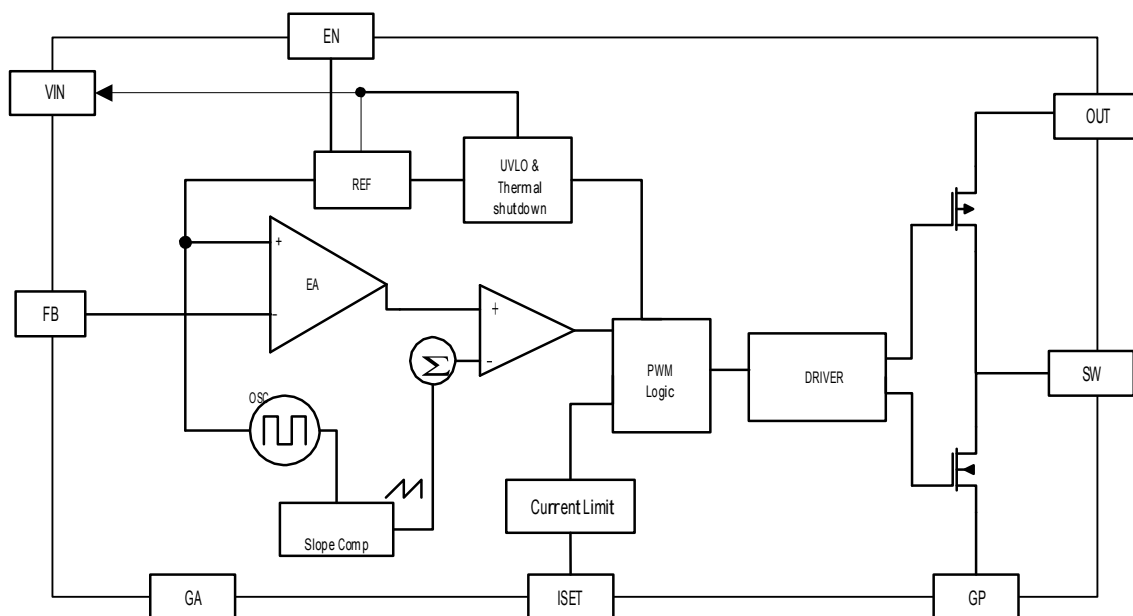 EN
VIN
OUT
UVLO &
Thermal
shutdown
REF
+
EA
-
FB
+
-
Σ
PWM
Logic
DRIVER
SW
OSC
Current Limit
Slope Comp
GA
ISET
GP